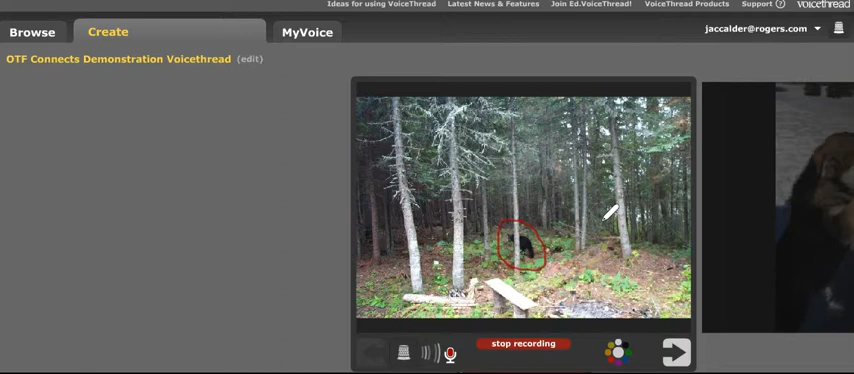 Ideas for using VoiceThread Latest News & Features Join Ed.VoiceThread! VoiceThread Products Support voicethread
Browse Create MyVoice jaccalder@rogers.com
OTF Connects Demonstration Voicethread (edit)
stop recording